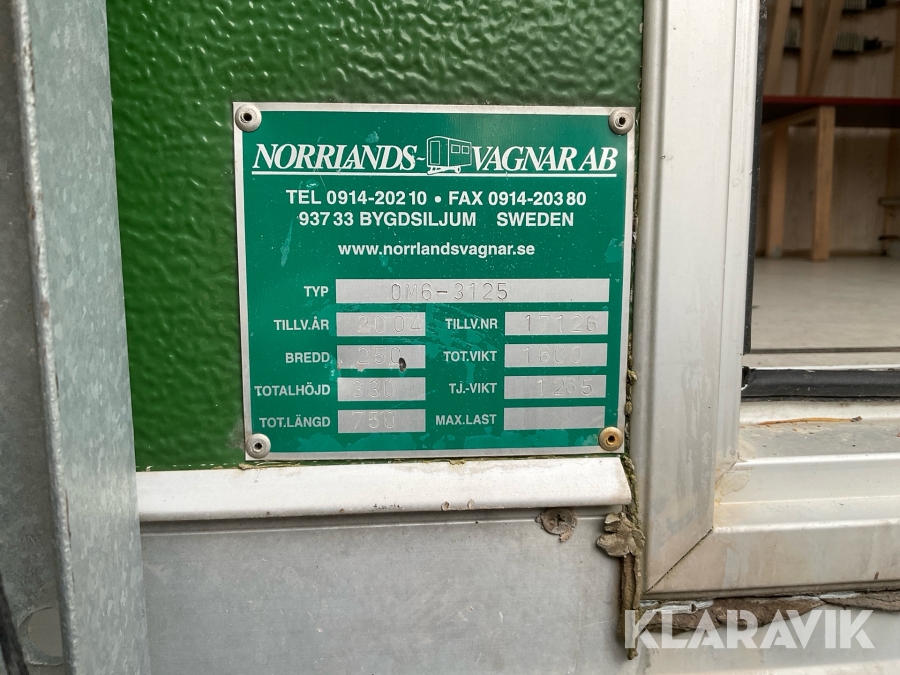 NORRLANDS-VAGNAR AB
TEL 0914-202 10 • FAX 0914-203 80
937 33 BYGDSILJUM SWEDEN
www.norrlandsvagnar.se
TYP OM6-3125
TILLV.ÅR 2004 TILLV.NR 17126
BREDD 250 TOT.VIKT 1600
TOTALHÖJD 330 TJ.-VIKT 1265
TOT.LÄNGD 750 MAX.LAST
KLARAVIK